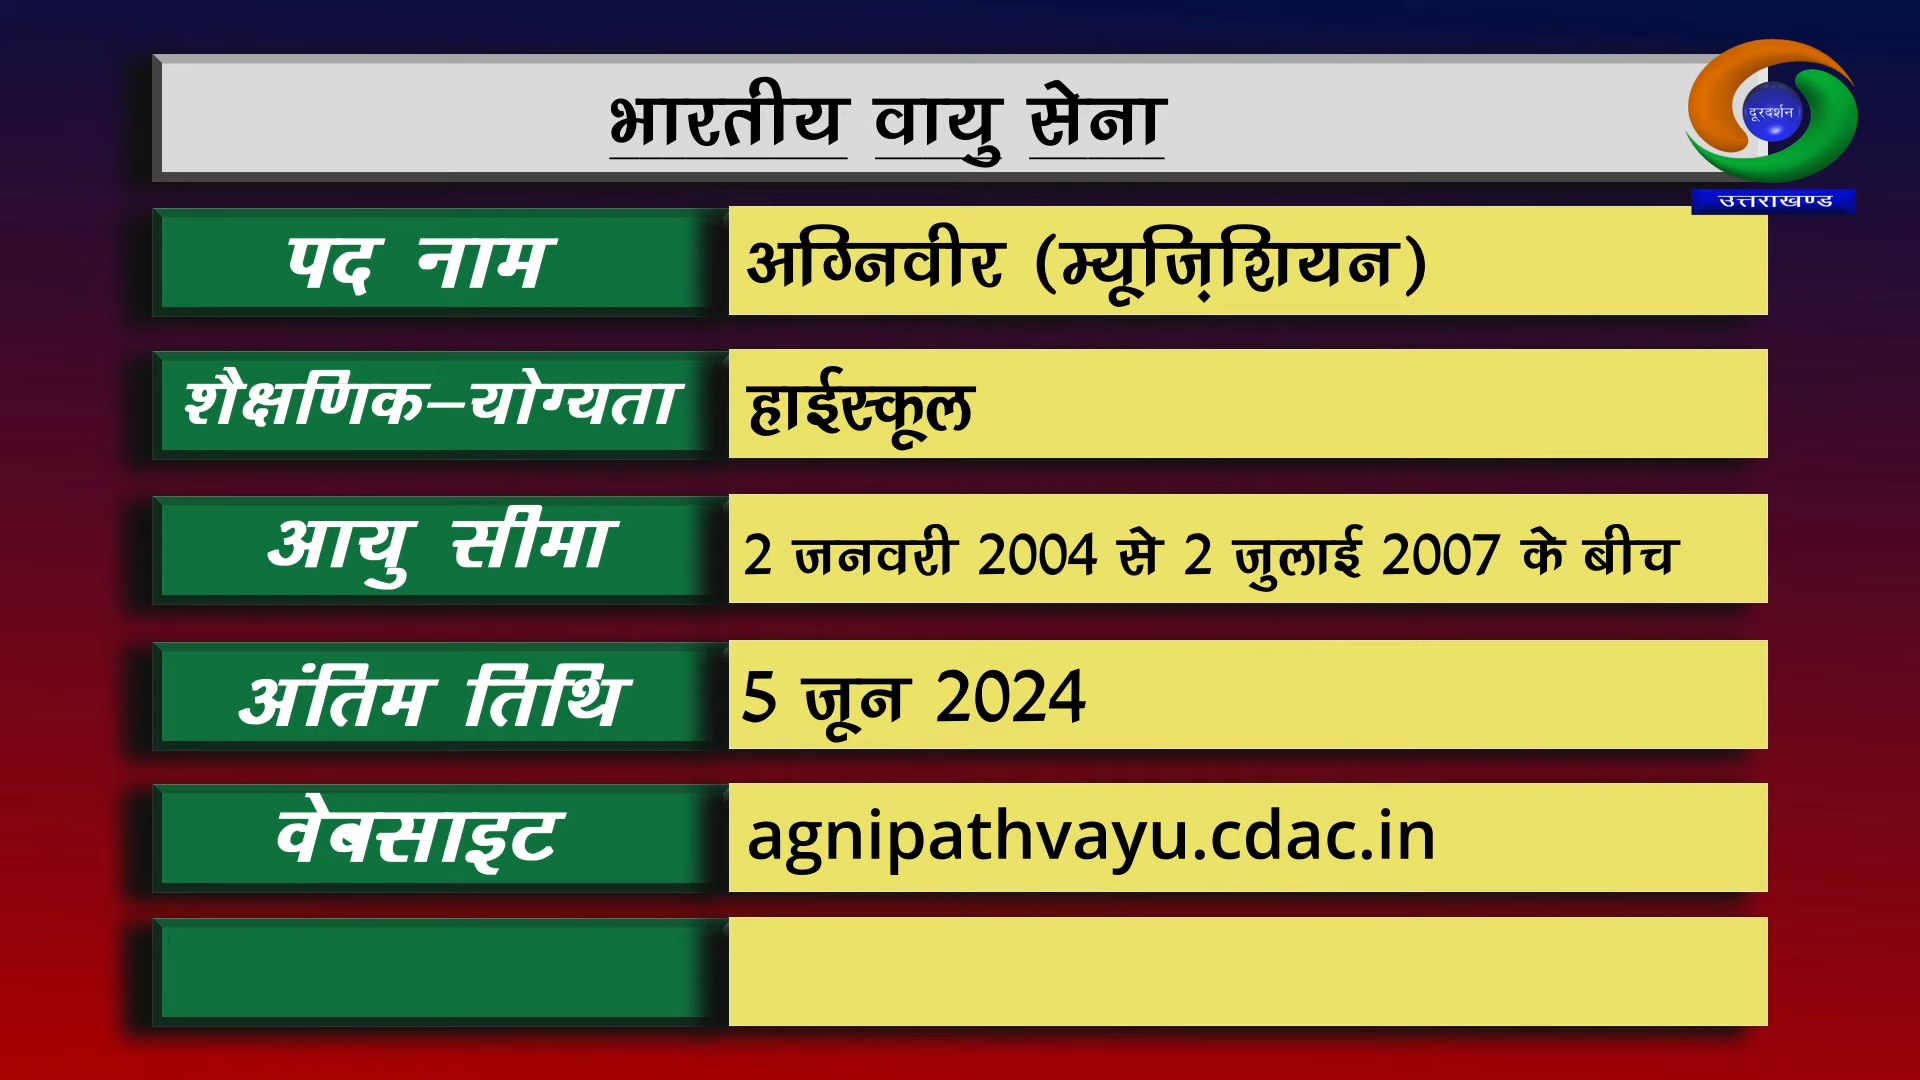 भारतीय वायु सेना
दूरदर्शन
उत्तराखण्ड
पद नाम
अग्निवीर (म्यूज़िशियन)
शैक्षणिक-योग्यता
हाईस्कूल
आयु सीमा
2 जनवरी 2004 से 2 जुलाई 2007 के बीच
अंतिम तिथि
5 जून 2024
वेबसाइट
agnipathvayu.cdac.in